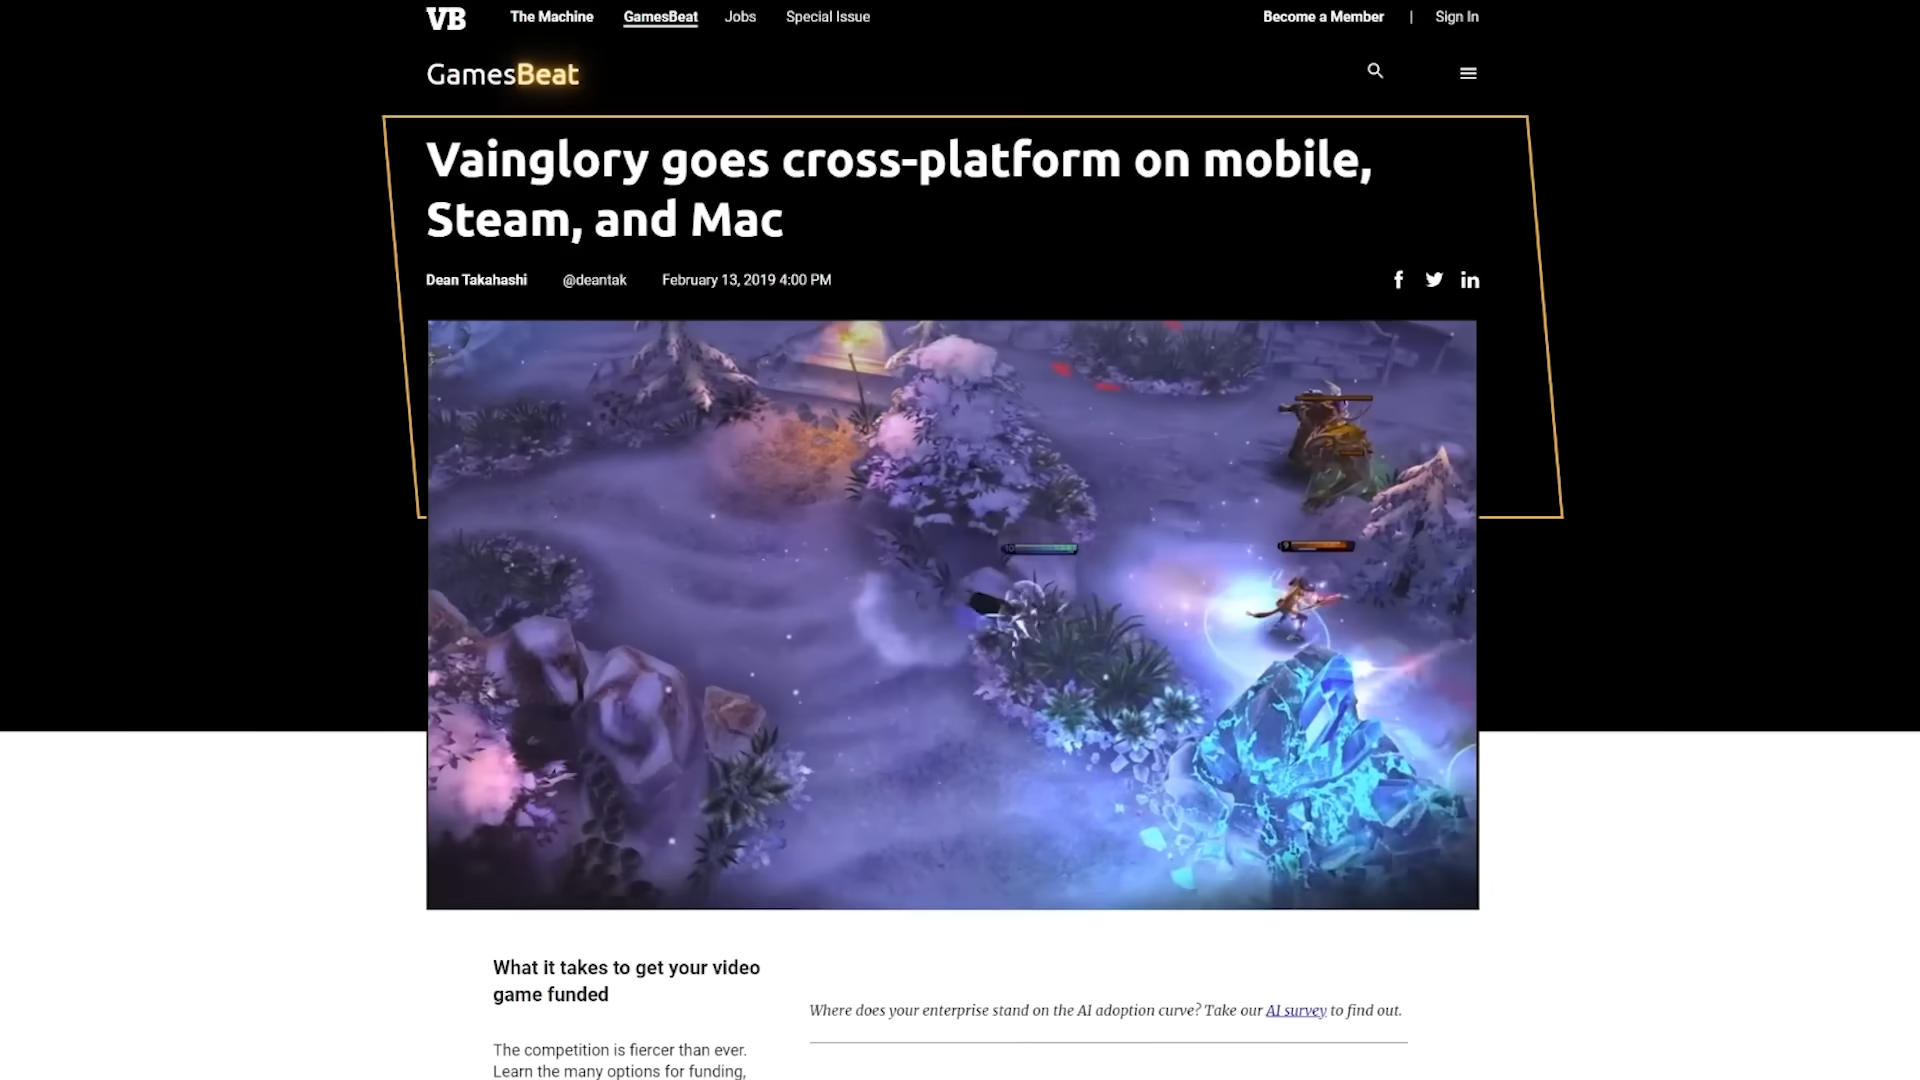 VB The Machine GamesBeat Jobs Special Issue Become a Member | Sign In
GamesBeat
Vainglory goes cross-platform on mobile,
Steam, and Mac
Dean Takahashi @deantak February 13, 2019 4:00 PM
What it takes to get your video
game funded
Where does your enterprise stand on the AI adoption curve? Take our AI survey to find out.
The competition is fiercer than ever.
Learn the many options for funding,